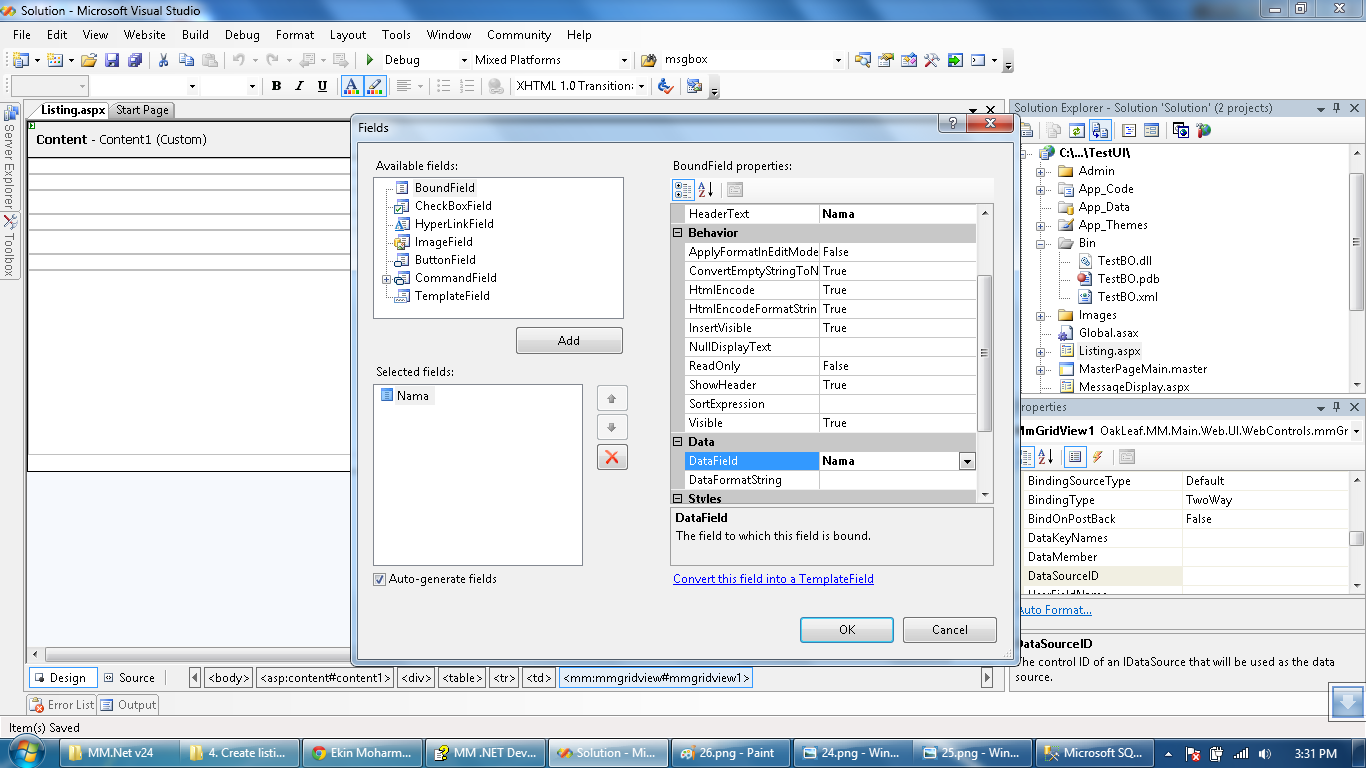 Solution - Microsoft Visual Studio
File Edit View Website Build Debug Format Layout Tools Window Community Help
Debug Mixed Platforms msgbox
B I U A XHTML 1.0 Transition
Listing.aspx Start Page
Server Explorer
Toolbox
Content - Content1 (Custom)
Fields
Available fields:
BoundField
CheckBoxField
HyperLinkField
ImageField
ButtonField
CommandField
TemplateField
Add
Selected fields:
Nama
Auto-generate fields
BoundField properties:
HeaderText Nama
Behavior
ApplyFormatInEditMode False
ConvertEmptyStringToN True
HtmlEncode True
HtmlEncodeFormatStrin True
InsertVisible True
NullDisplayText
ReadOnly False
ShowHeader True
SortExpression
Visible True
Data
DataField Nama
DataFormatString
Styles
DataField
The field to which this field is bound.
Convert this field into a TemplateField
OK Cancel
Solution Explorer - Solution 'Solution' (2 projects)
C:\...\TestUI\
Admin
App_Code
App_Data
App_Themes
Bin
TestBO.dll
TestBO.pdb
TestBO.xml
Images
Global.asax
Listing.aspx
MasterPageMain.master
MessageDisplay.aspx
roperties
mGridView1 OakLeaf.MM.Main.Web.UI.WebControls.mmGr
BindingSourceType Default
BindingType TwoWay
BindOnPostBack False
DataKeyNames
DataMember
DataSourceID
UserFieldName
Auto Format...
DataSourceID
The control ID of an IDataSource that will be used as the data
source.
Design Source <body> <asp:content#content1> <div> <table> <tr> <td> <mm:mmgridview#mmgridview1>
Error List Output
Item(s) Saved
MM.Net v24 4. Create listi... Ekin Moharm... MM .NET Dev... Solution - Mi... 26.png - Paint 24.png - Win... 25.png - Win... Microsoft SQ... 3:31 PM